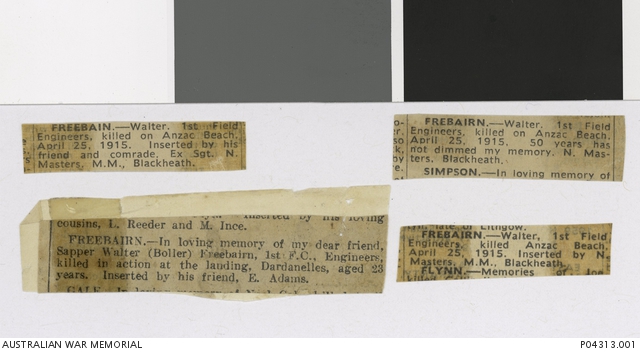 FREEBAIN.—Walter. 1st Field
Engineers, killed on Anzac Beach.
April 25, 1915. Inserted by his
friend and comrade. Ex Sgt. N.
Masters, M.M., Blackheath.
FREBAIRN.—Walter. 1st Field
Engineers, killed on Anzac Beach,
April 25, 1915. 50 years has
not dimmed my memory. N. Mas-
ters. Blackheath.
SIMPSON.—In loving memory of
Inserted by his loving
cousins, L. Reeder and M. Ince.
FREEBAIRN.—In loving memory of my dear friend,
Sapper Walter (Boller) Freebairn, 1st F.C., Engineers,
killed in action at the landing, Dardanelles, aged 23
years. Inserted by his friend, E. Adams.
late of Lithgow.
FREBAIRN.—Walter, 1st Field
Engineers, killed Anzac Beach,
April 25, 1915. Inserted by N.
Masters, M.M., Blackheath.
FLYNN.—Memories of Joe
AUSTRALIAN WAR MEMORIAL
P04313.001